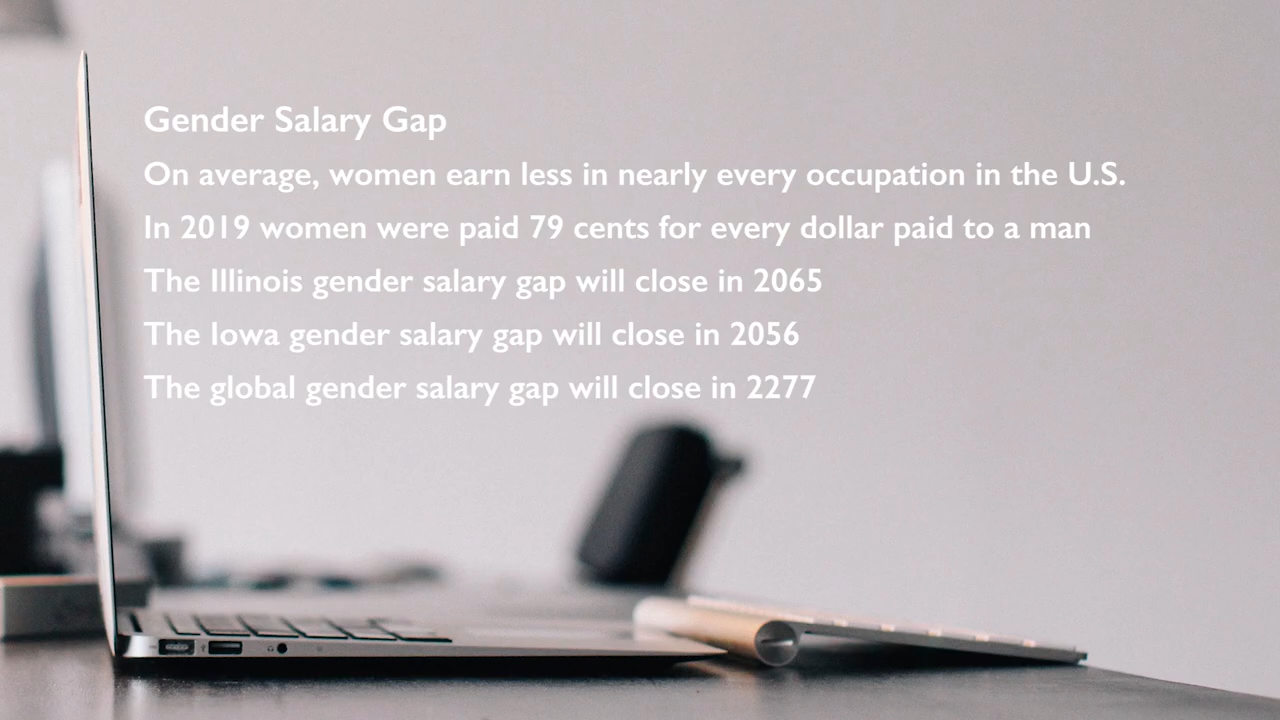 Gender Salary Gap
On average, women earn less in nearly every occupation in the U.S.
In 2019 women were paid 79 cents for every dollar paid to a man
The Illinois gender salary gap will close in 2065
The Iowa gender salary gap will close in 2056
The global gender salary gap will close in 2277